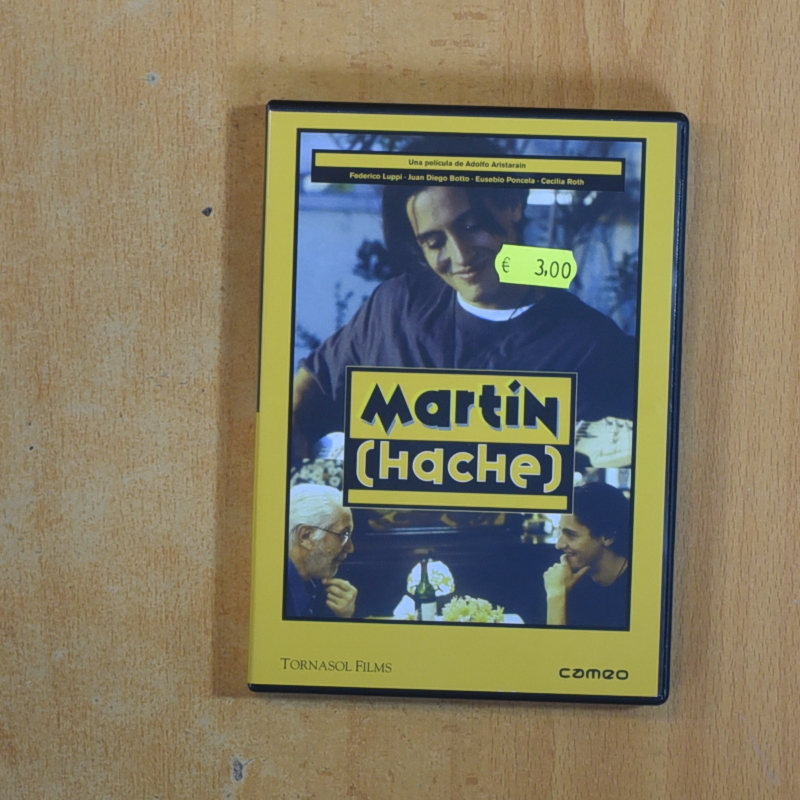 Una película de Adolfo Aristarain
Federico Luppi · Juan Diego Botto · Eusebio Poncela · Cecilia Roth
€ 3,00
Martín
(Hache)
TORNASOL FILMS
cameo